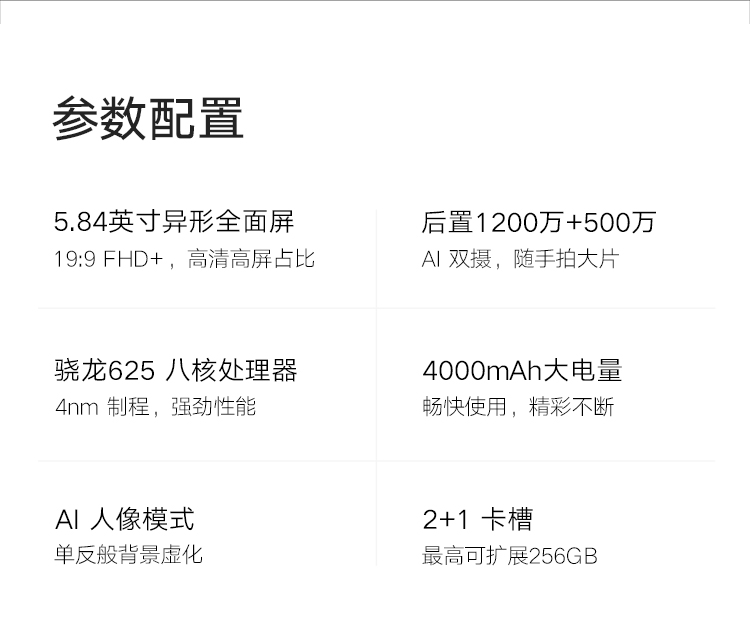 参数配置
5.84英寸异形全面屏
19:9 FHD+，高清高屏占比
后置1200万+500万
AI 双摄，随手拍大片
骁龙625 八核处理器
4nm 制程，强劲性能
4000mAh大电量
畅快使用，精彩不断
AI 人像模式
单反般背景虚化
2+1 卡槽
最高可扩展256GB